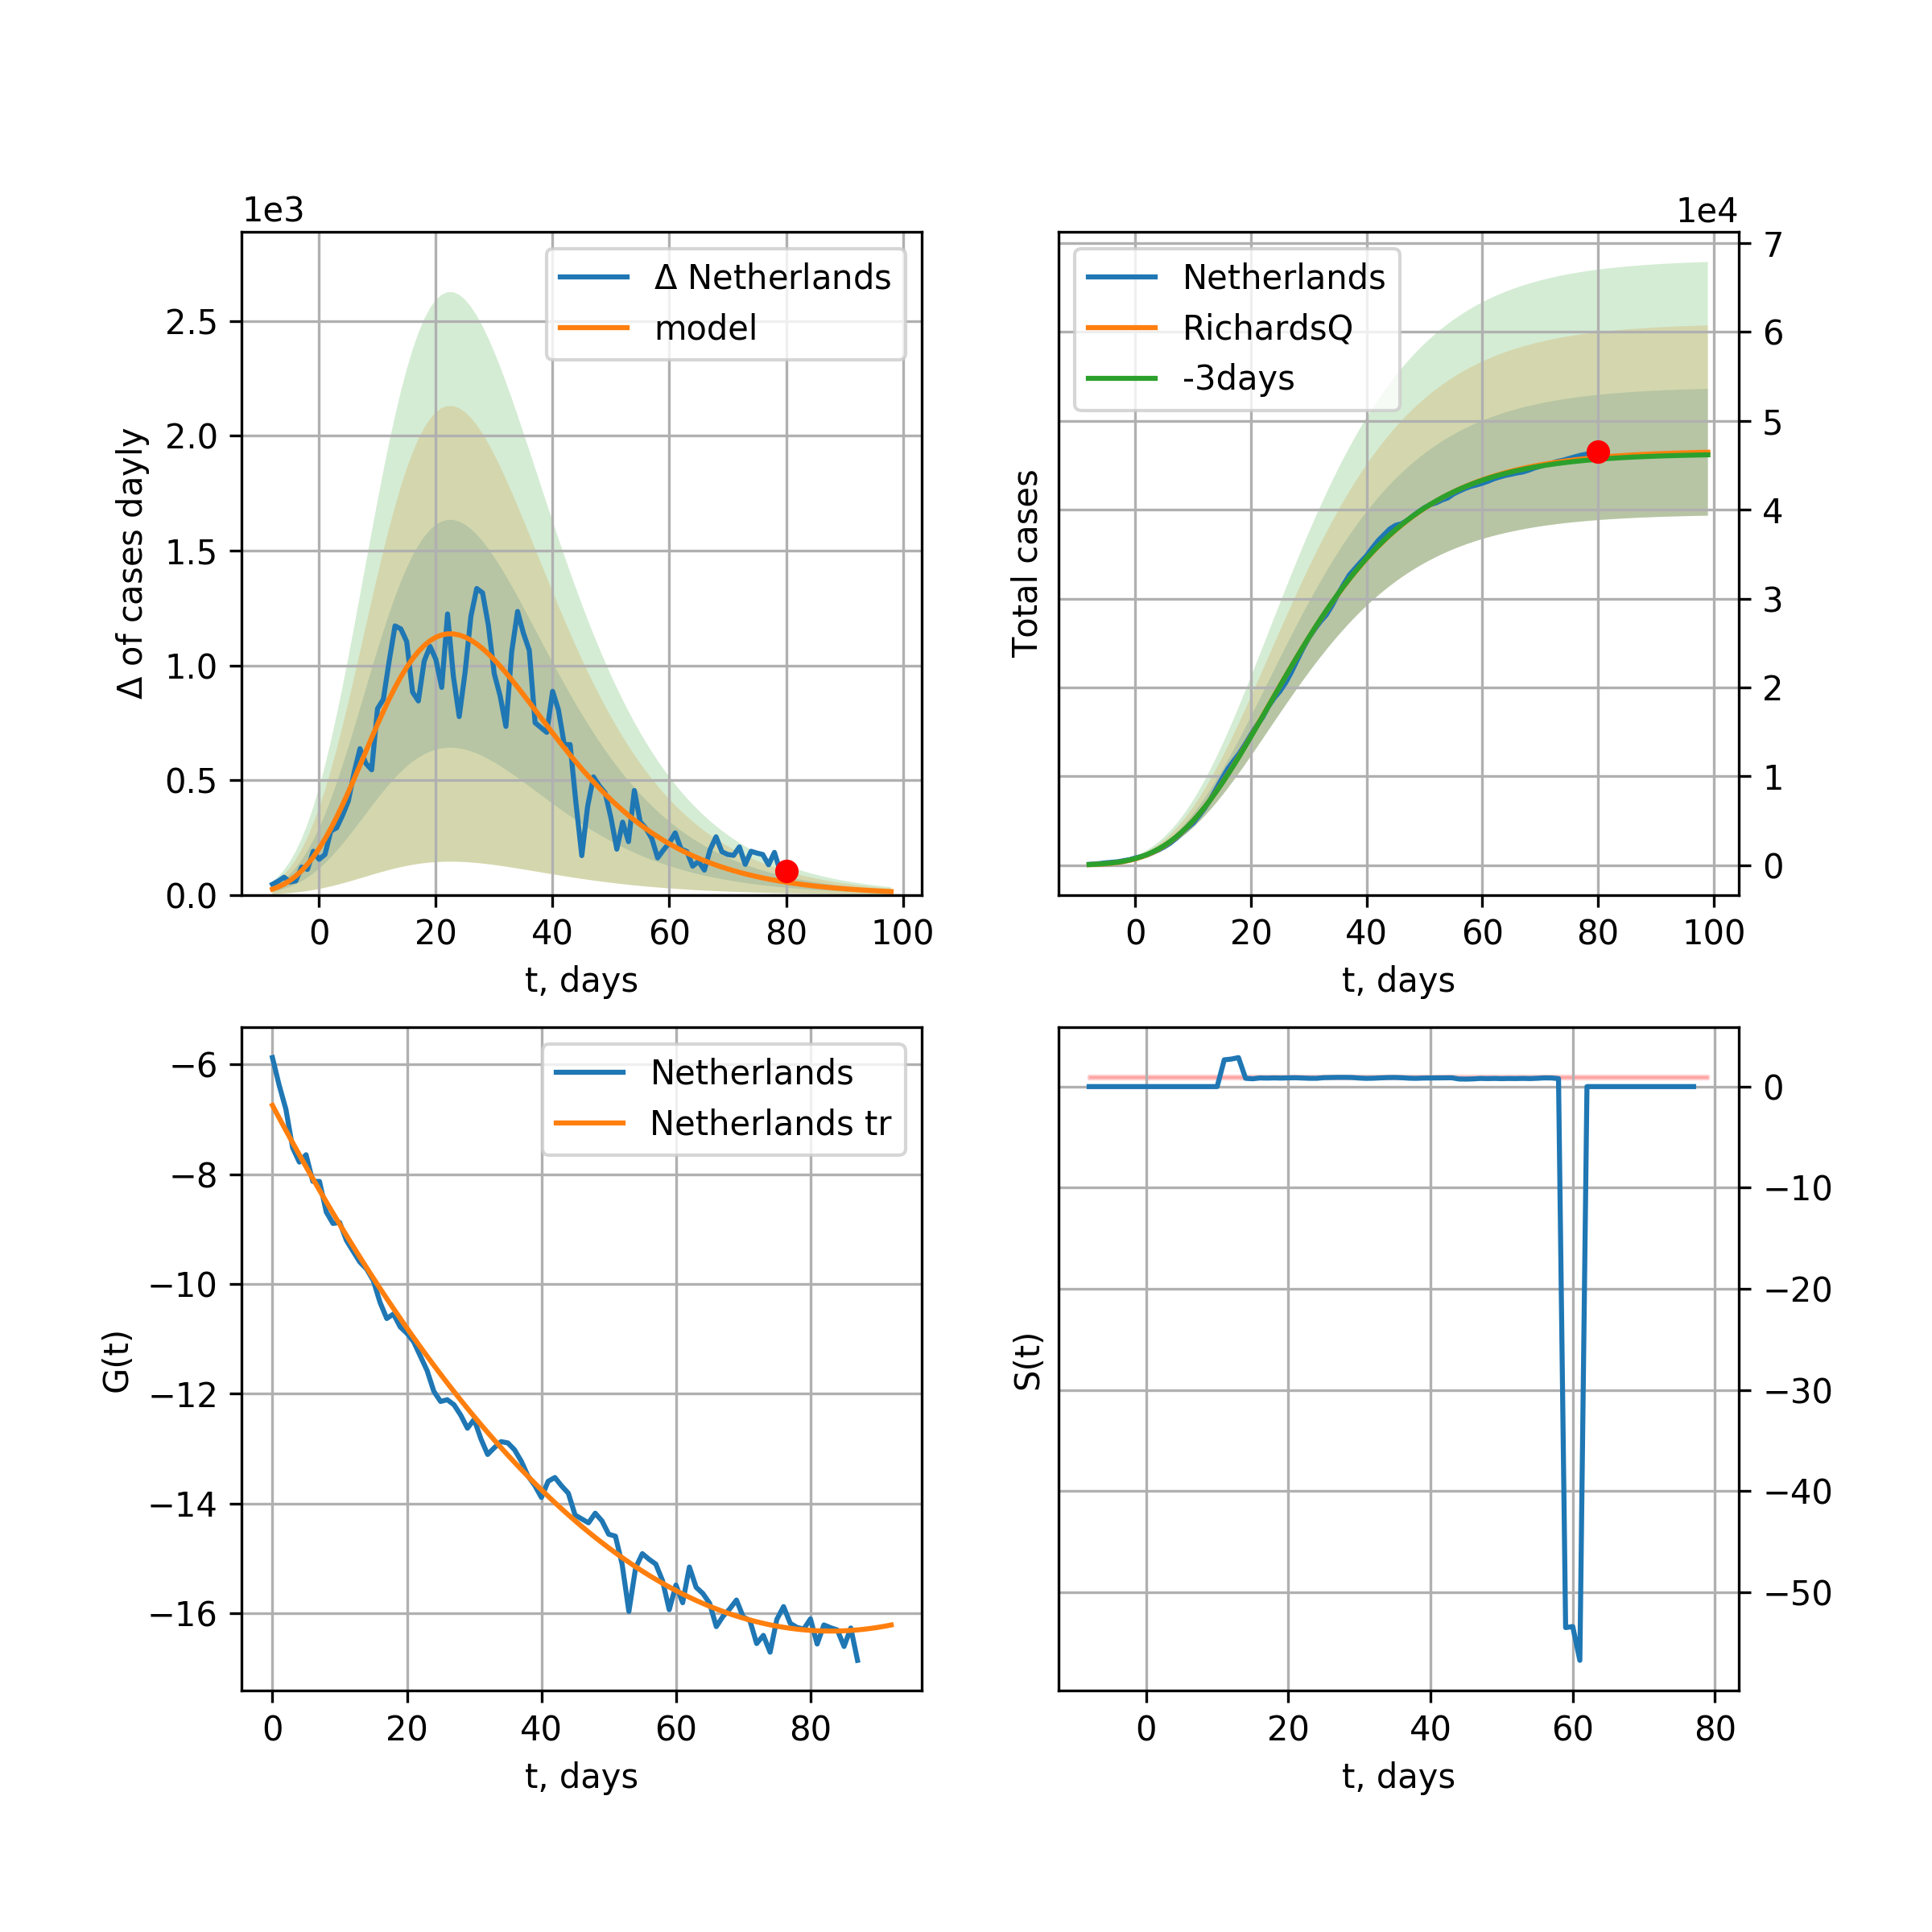 1e3
Δ of cases dayly
2.5
2.0
1.5
1.0
0.5
0.0
Δ Netherlands
model
0 20 40 60 80 100
t, days
1e4
Total cases
Netherlands
RichardsQ
-3days
7
6
5
4
3
2
1
0
0 20 40 60 80 100
t, days
G(t)
−6
−8
−10
−12
−14
−16
Netherlands
Netherlands tr
0 20 40 60 80
t, days
S(t)
0
−10
−20
−30
−40
−50
0 20 40 60 80
t, days